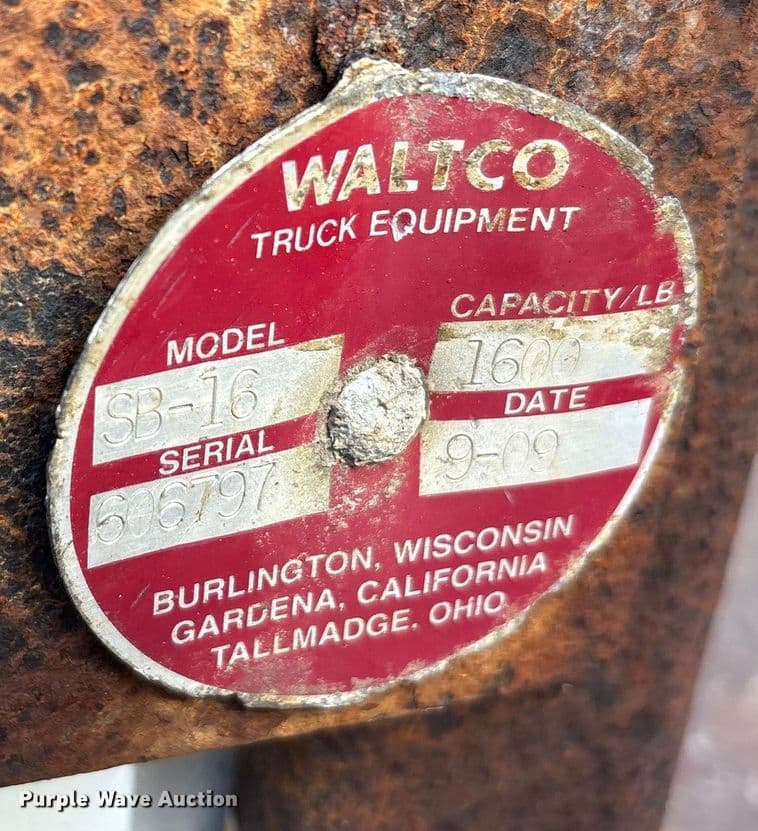 WALTCO
TRUCK EQUIPMENT
CAPACITY/LB
MODEL
1600
SB-16
DATE
SERIAL
9-09
606797
BURLINGTON, WISCONSIN
GARDENA, CALIFORNIA
TALLMADGE, OHIO
Purple Wave Auction